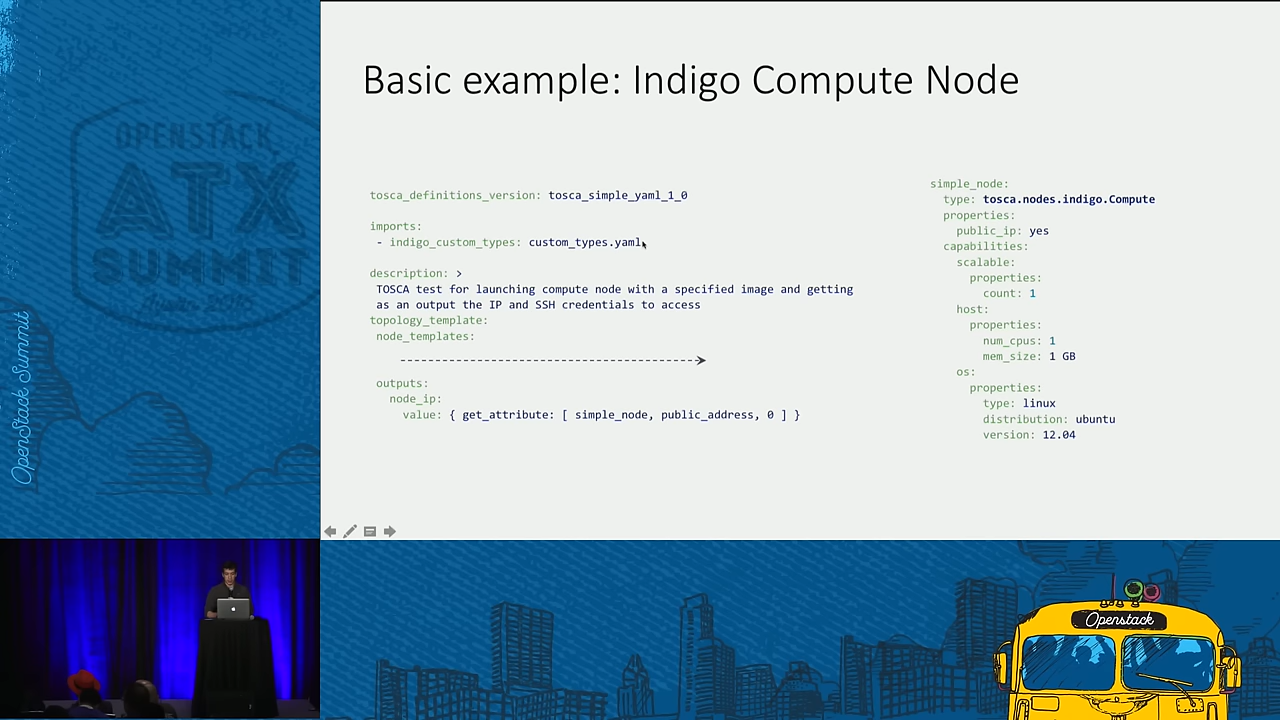 OPENSTACK
ATX
SUMMIT
OpenStack Summit
Basic example: Indigo Compute Node
tosca_definitions_version: tosca_simple_yaml_1_0
imports:
- indigo_custom_types: custom_types.yaml
description: >
TOSCA test for launching compute node with a specified image and getting
as an output the IP and SSH credentials to access
topology_template:
node_templates:
outputs:
node_ip:
value: { get_attribute: [ simple_node, public_address, 0 ] }
simple_node:
type: tosca.nodes.indigo.Compute
properties:
public_ip: yes
capabilities:
scalable:
properties:
count: 1
host:
properties:
num_cpus: 1
mem_size: 1 GB
os:
properties:
type: linux
distribution: ubuntu
version: 12.04
Openstack